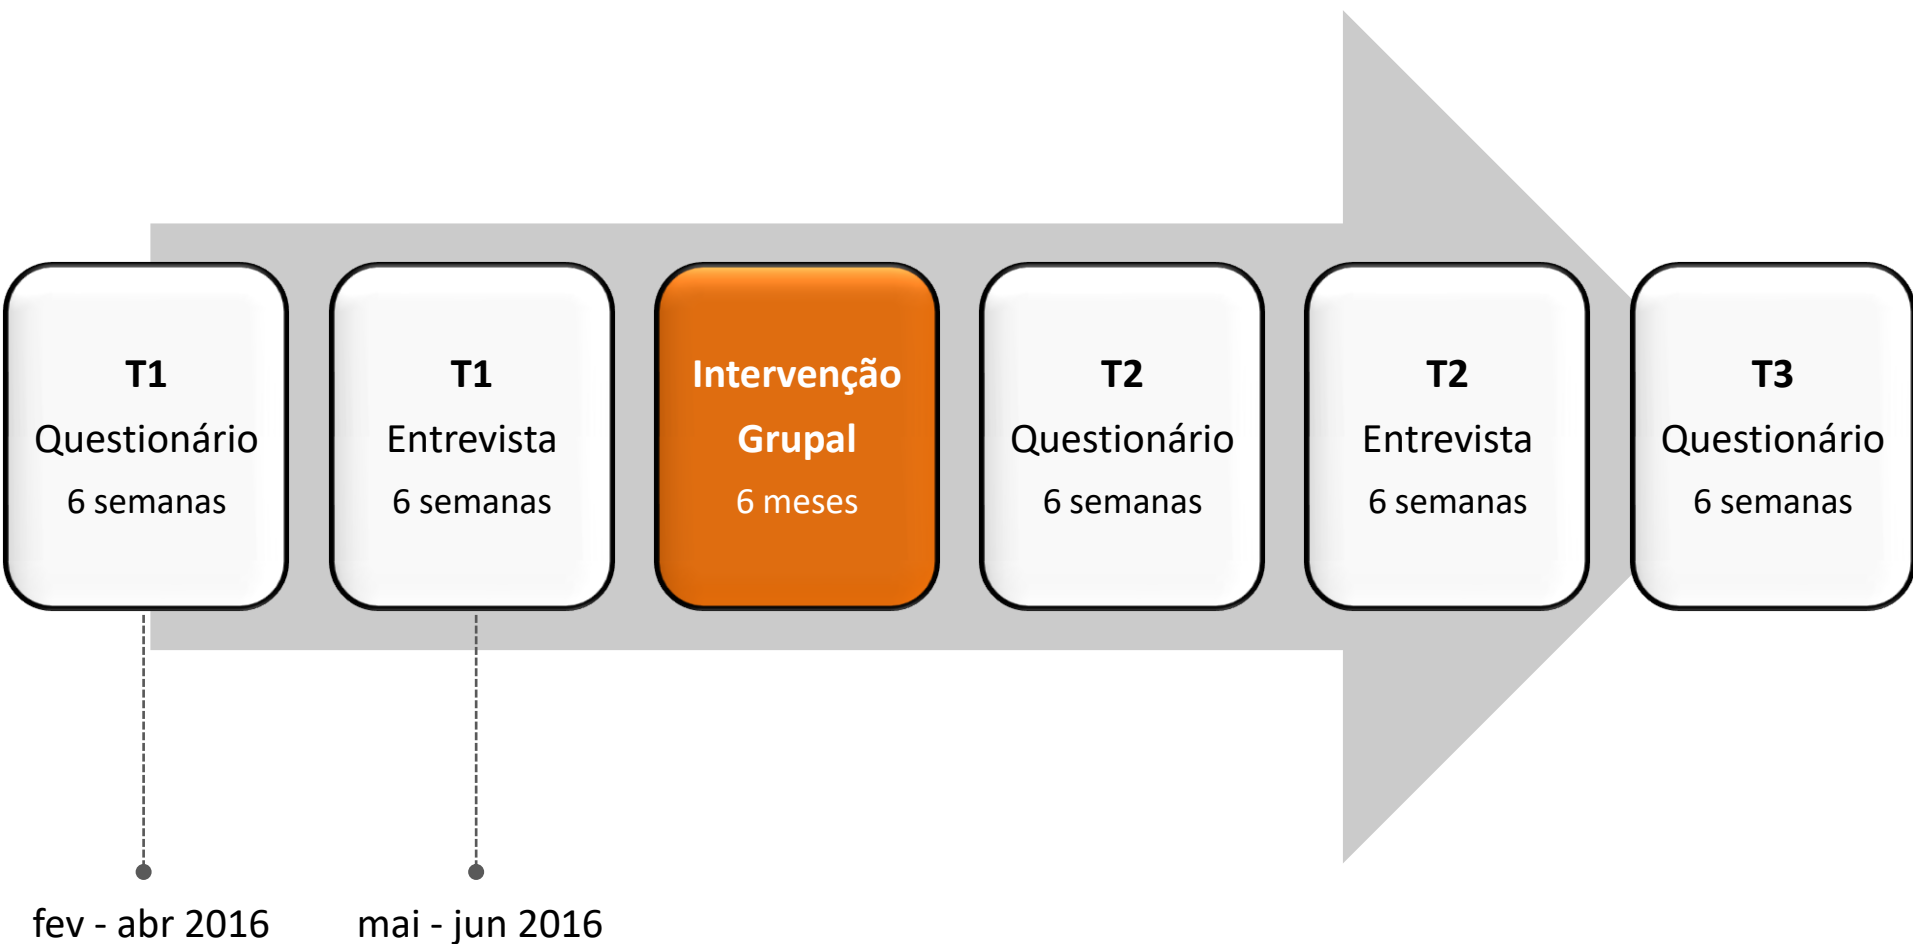 T1
Questionário
6 semanas
T1
Entrevista
6 semanas
Intervenção
Grupal
6 meses
T2
Questionário
6 semanas
T2
Entrevista
6 semanas
T3
Questionário
6 semanas
fev - abr 2016
mai - jun 2016